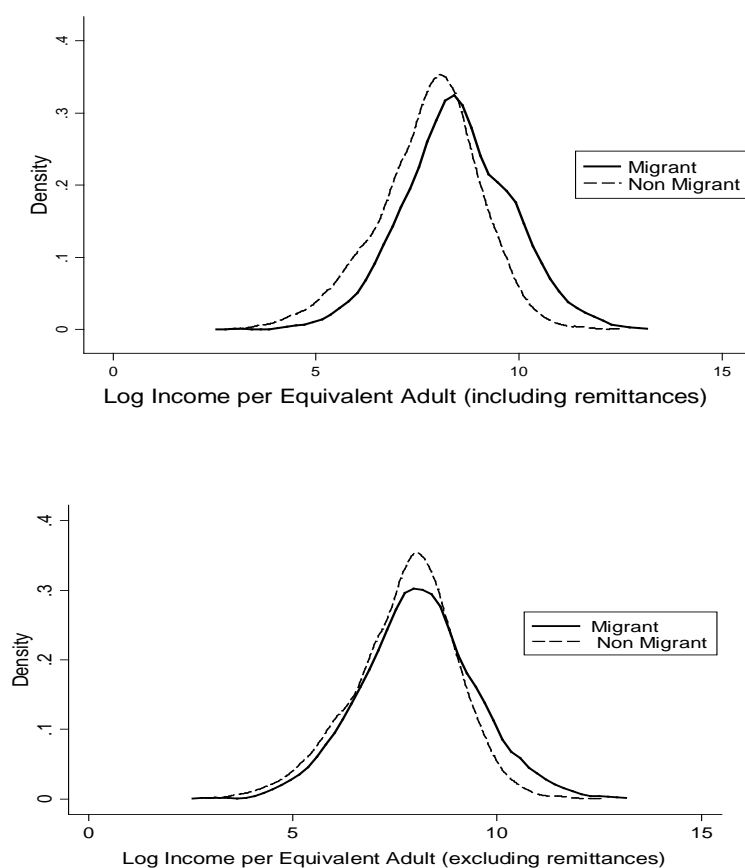 Density
.4
.3
.2
.1
0
Migrant
Non Migrant
0 5 10 15
Log Income per Equivalent Adult (including remittances)
Density
.4
.3
.2
.1
0
Migrant
Non Migrant
0 5 10 15
Log Income per Equivalent Adult (excluding remittances)